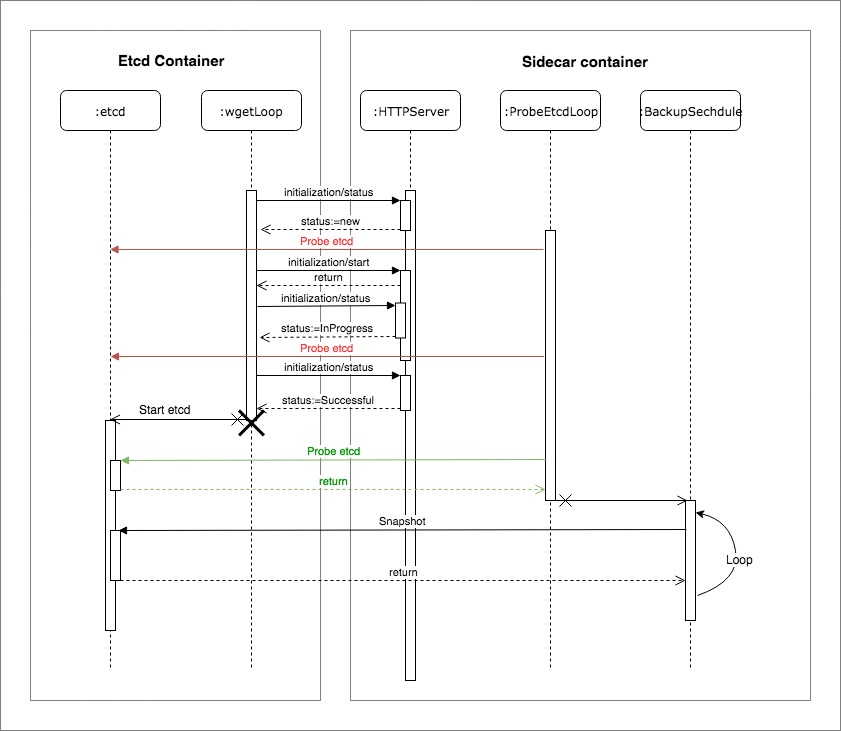 Etcd Container
Sidecar container
:etcd
:wgetLoop
:HTTPServer
:ProbeEtcdLoop
:BackupSechdule
initialization/status
status:=new
Probe etcd
initialization/start
return
initialization/status
status:=InProgress
Probe etcd
initialization/status
status:=Successful
Start etcd
Probe etcd
return
Snapshot
Loop
return